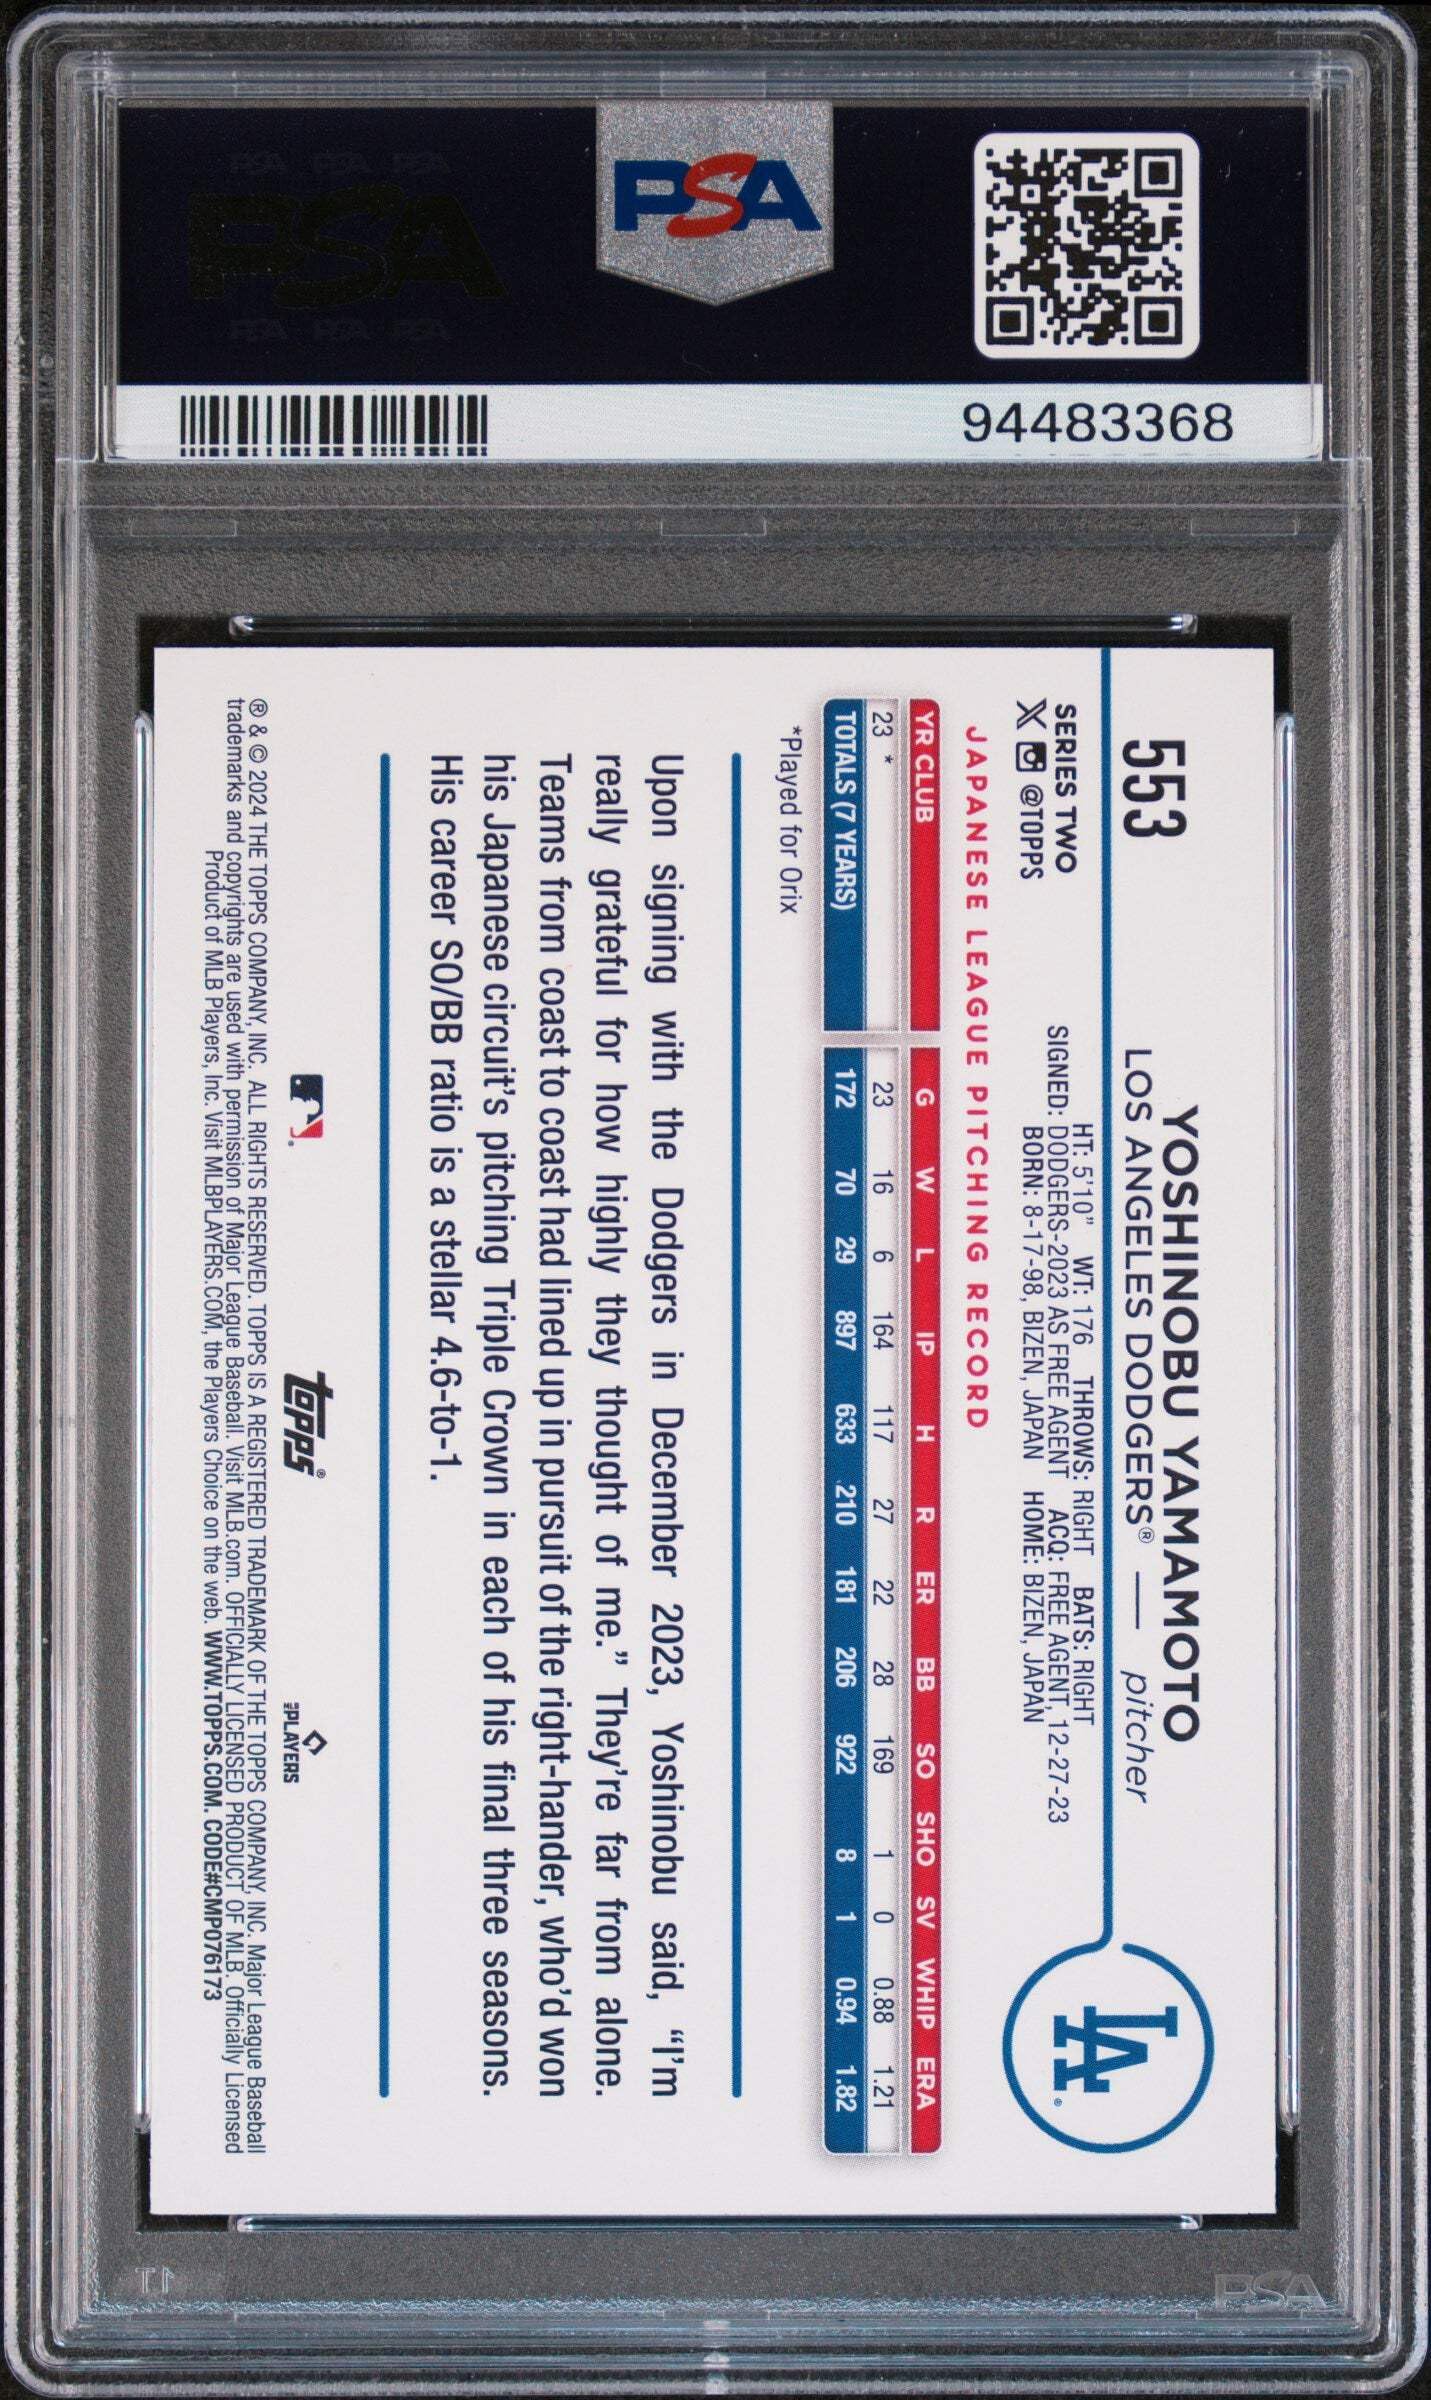 PSA
94483368
553
YOSHINOBU YAMAMOTO
LOS ANGELES DODGERS® — pitcher
SERIES TWO
X @TOPPS
HT: 5'10" WT: 176 THROWS: RIGHT BATS: RIGHT
SIGNED: DODGERS-2023 AS FREE AGENT ACQ: FREE AGENT, 12-27-23
BORN: 8-17-98, BIZEN, JAPAN HOME: BIZEN, JAPAN
LA®
JAPANESE LEAGUE PITCHING RECORD
YR CLUB G W L IP H R ER BB SO SHO SV WHIP ERA
23 * 23 16 6 164 117 27 22 28 169 1 0 0.88 1.21
TOTALS (7 YEARS) 172 70 29 897 633 210 181 206 922 8 1 0.94 1.82
*Played for Orix
Upon signing with the Dodgers in December 2023, Yoshinobu said, “I'm
really grateful for how highly they thought of me.” They're far from alone.
Teams from coast to coast had lined up in pursuit of the right-hander, who'd won
his Japanese circuit's pitching Triple Crown in each of his final three seasons.
His career SO/BB ratio is a stellar 4.6-to-1.
topps®
PLAYERS
® & © 2024 THE TOPPS COMPANY, INC. ALL RIGHTS RESERVED. TOPPS IS A REGISTERED TRADEMARK OF THE TOPPS COMPANY, INC. Major League Baseball
trademarks and copyrights are used with permission of Major League Baseball. Visit MLB.com. OFFICIALLY LICENSED PRODUCT OF MLB. Officially Licensed
Product of MLB Players, Inc. Visit MLBPLAYERS.COM, the Players Choice on the web. WWW.TOPPS.COM. CODE#CMP076173
PSA